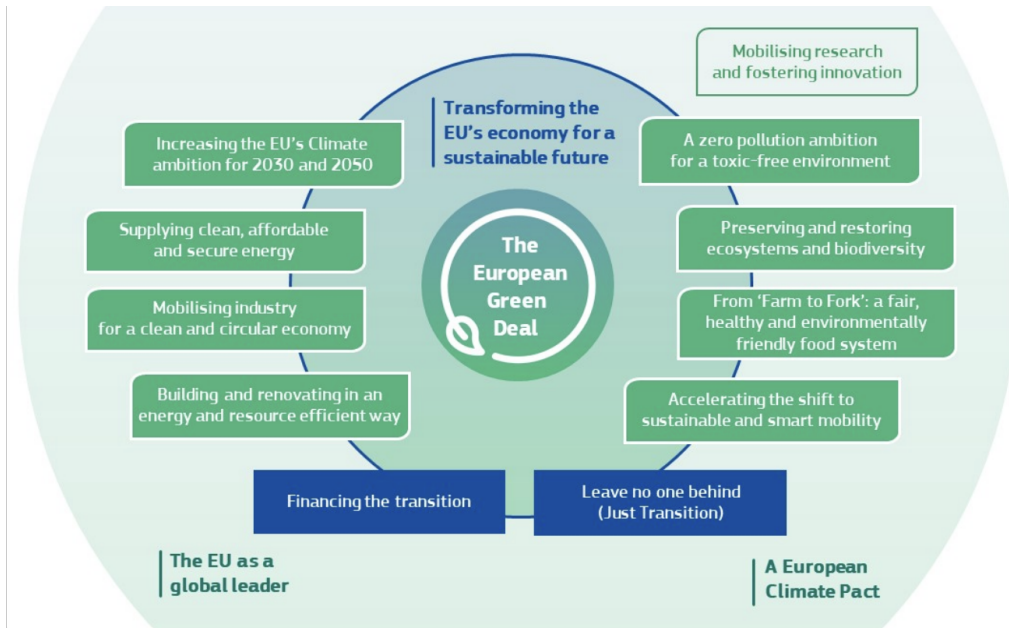 Mobilising research
and fostering innovation
Transforming the
EU's economy for a
sustainable future
Increasing the EU's Climate
ambition for 2030 and 2050
A zero pollution ambition
for a toxic-free environment
Supplying clean, affordable
and secure energy
Preserving and restoring
ecosystems and biodiversity
The
European
Green
Deal
Mobilising industry
for a clean and circular economy
From ‘Farm to Fork’: a fair,
healthy and environmentally
friendly food system
Building and renovating in an
energy and resource efficient way
Accelerating the shift to
sustainable and smart mobility
Financing the transition
Leave no one behind
(Just Transition)
The EU as a
global leader
A European
Climate Pact